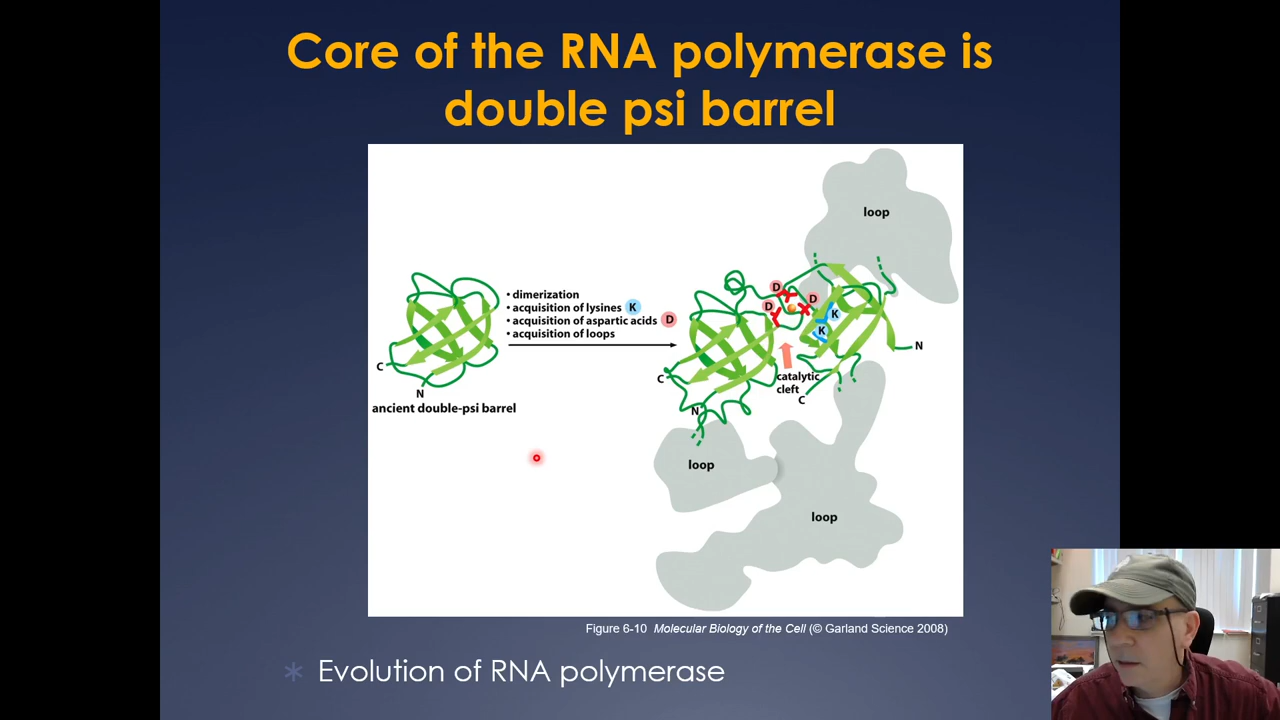 Core of the RNA polymerase is
double psi barrel
loop
• dimerization
• acquisition of lysines K
• acquisition of aspartic acids D
• acquisition of loops
C
N
ancient double-psi barrel
D
D
D
K
K
N
C
catalytic
cleft
C
N
loop
loop
Figure 6-10 Molecular Biology of the Cell (© Garland Science 2008)
Evolution of RNA polymerase